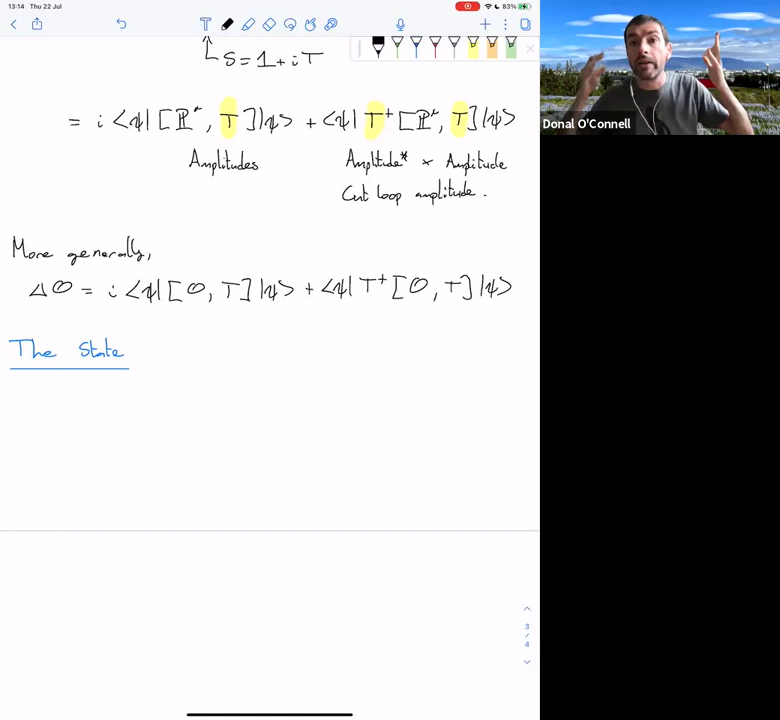 13:14 Thu 22 Jul 83%
S = 1 + i T
= i <ψ| [ℙ^μ, T] |ψ> + <ψ| T† [ℙ^μ, T] |ψ>
Amplitudes Amplitude* × Amplitude
Cut loop amplitude.
More generally,
Δ𝒪 = i <ψ| [𝒪, T] |ψ> + <ψ| T† [𝒪, T] |ψ>
The State
3
/
4
Donal O'Connell